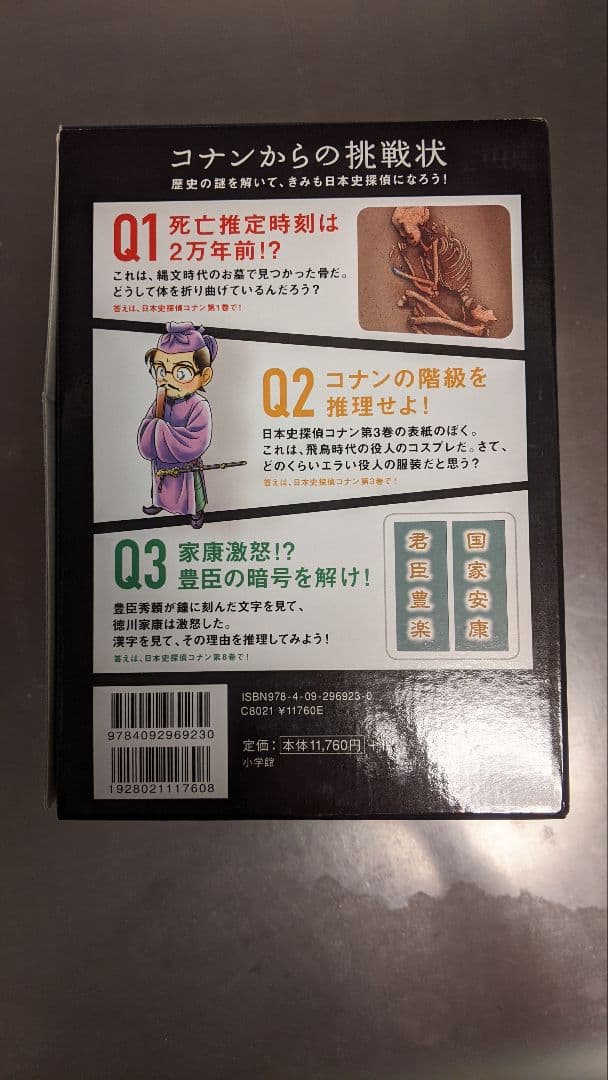 コナンからの挑戦状
歴史の謎を解いて、きみも日本史探偵になろう!
Q1 死亡推定時刻は
2万年前!?
これは、縄文時代のお墓で見つかった骨だ。
どうして体を折り曲げているんだろう?
答えは、日本史探偵コナン第1巻で!
Q2 コナンの階級を
推理せよ!
日本史探偵コナン第3巻の表紙のぼく。
これは、飛鳥時代の役人のコスプレだ。さて、
どのくらいエラい役人の服装だと思う?
答えは、日本史探偵コナン第3巻で!
Q3 家康激怒!?
豊臣の暗号を解け!
豊臣秀頼が鐘に刻んだ文字を見て、
徳川家康は激怒した。
漢字を見て、その理由を推理してみよう!
答えは、日本史探偵コナン第8巻で!
国家安康
君臣豊楽
ISBN978-4-09-296923-0
C8021 ¥11760E
定価:本体11,760円+
小学館
9784092969230
1928021117608